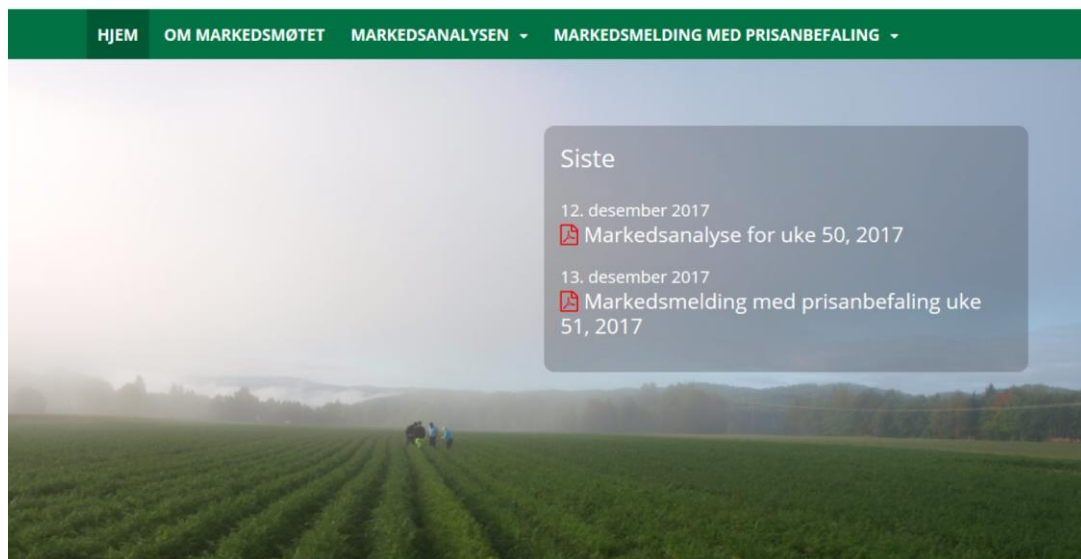 HJEM OM MARKEDSMØTET MARKEDSANALYSEN MARKEDSMELDING MED PRISANBEFALING
Siste
12. desember 2017
Markedsanalyse for uke 50, 2017
13. desember 2017
Markedsmelding med prisanbefaling uke
51, 2017